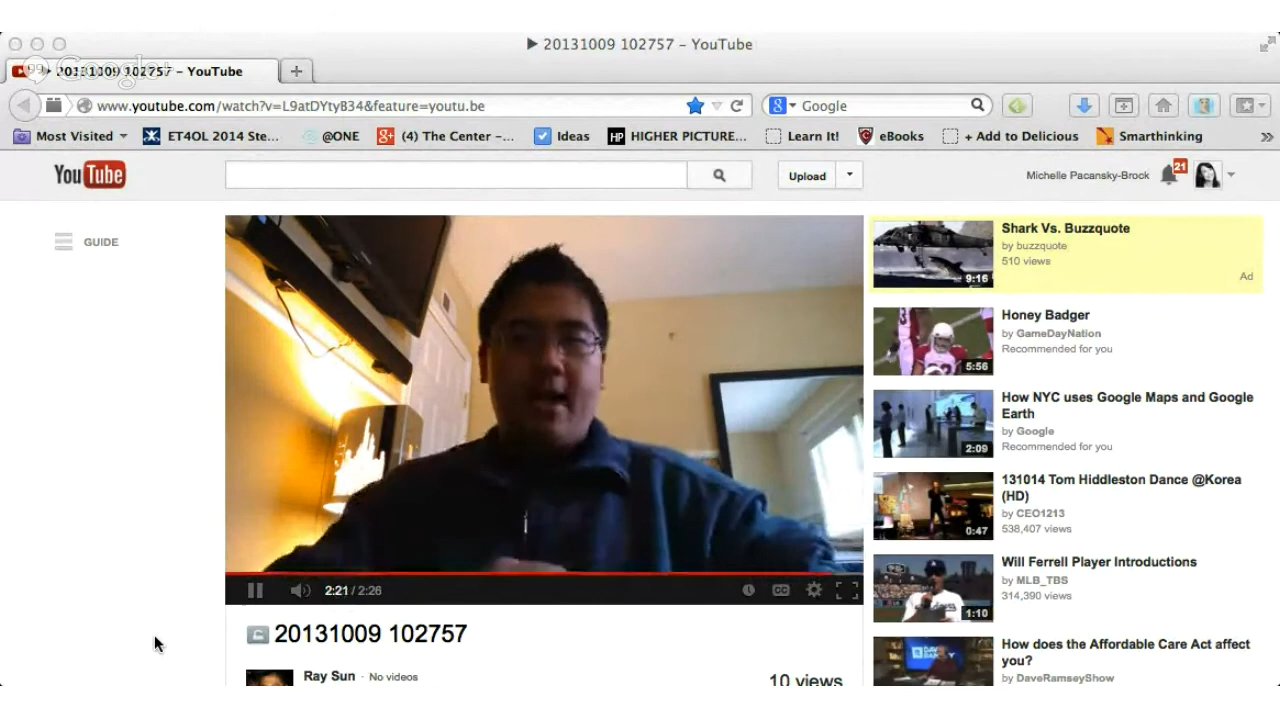 ▶ 20131009 102757 – YouTube
Google+
▶ 20131009 102757 – YouTube
www.youtube.com/watch?v=L9atDYtyB34&feature=youtu.be
Google
Most Visited
ET4OL 2014 Ste...
@ONE
(4) The Center –...
Ideas
HP HIGHER PICTURE...
Learn It!
eBooks
+ Add to Delicious
Smarthinking
YouTube
Upload
Michelle Pacansky-Brock
21
GUIDE
2:21 / 2:26
CC
20131009 102757
Ray Sun · No videos
10 views
9:16
Shark Vs. Buzzquote
by buzzquote
510 views
Ad
5:56
Honey Badger
by GameDayNation
Recommended for you
2:09
How NYC uses Google Maps and Google
Earth
by Google
Recommended for you
0:47
131014 Tom Hiddleston Dance @Korea
(HD)
by CEO1213
538,407 views
1:10
Will Ferrell Player Introductions
by MLB_TBS
314,390 views
How does the Affordable Care Act affect
you?
by DaveRamseyShow